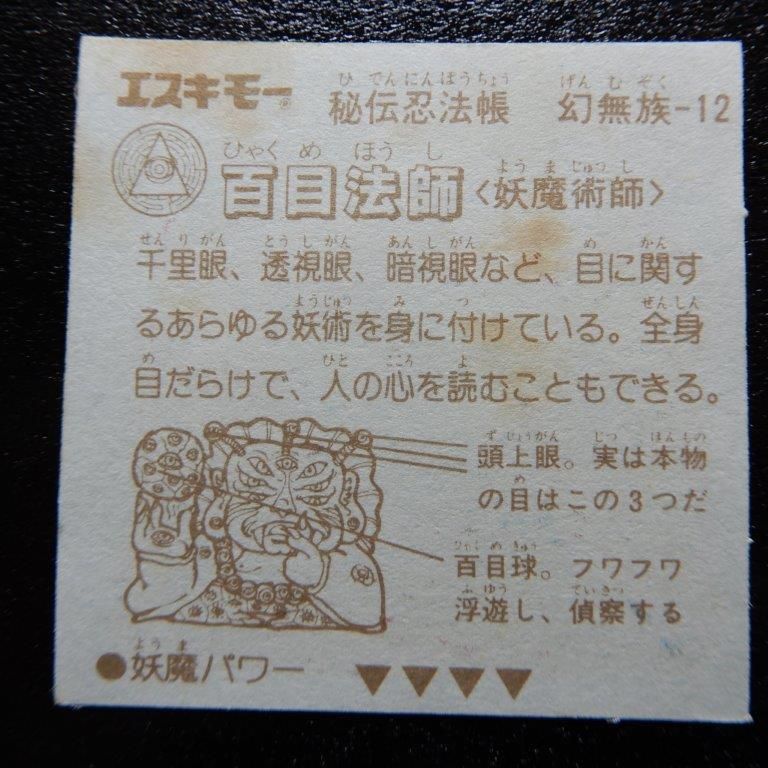 エスキモー® 秘伝忍法帳 幻無族-12
百目法師〈妖魔術師〉
千里眼、透視眼、暗視眼など、目に関す
るあらゆる妖術を身に付けている。全身
目だらけで、人の心を読むこともできる。
頭上眼。実は本物
の目はこの3つだ
百目球。フワフワ
浮遊し、偵察する
●妖魔パワー ▼▼▼▼